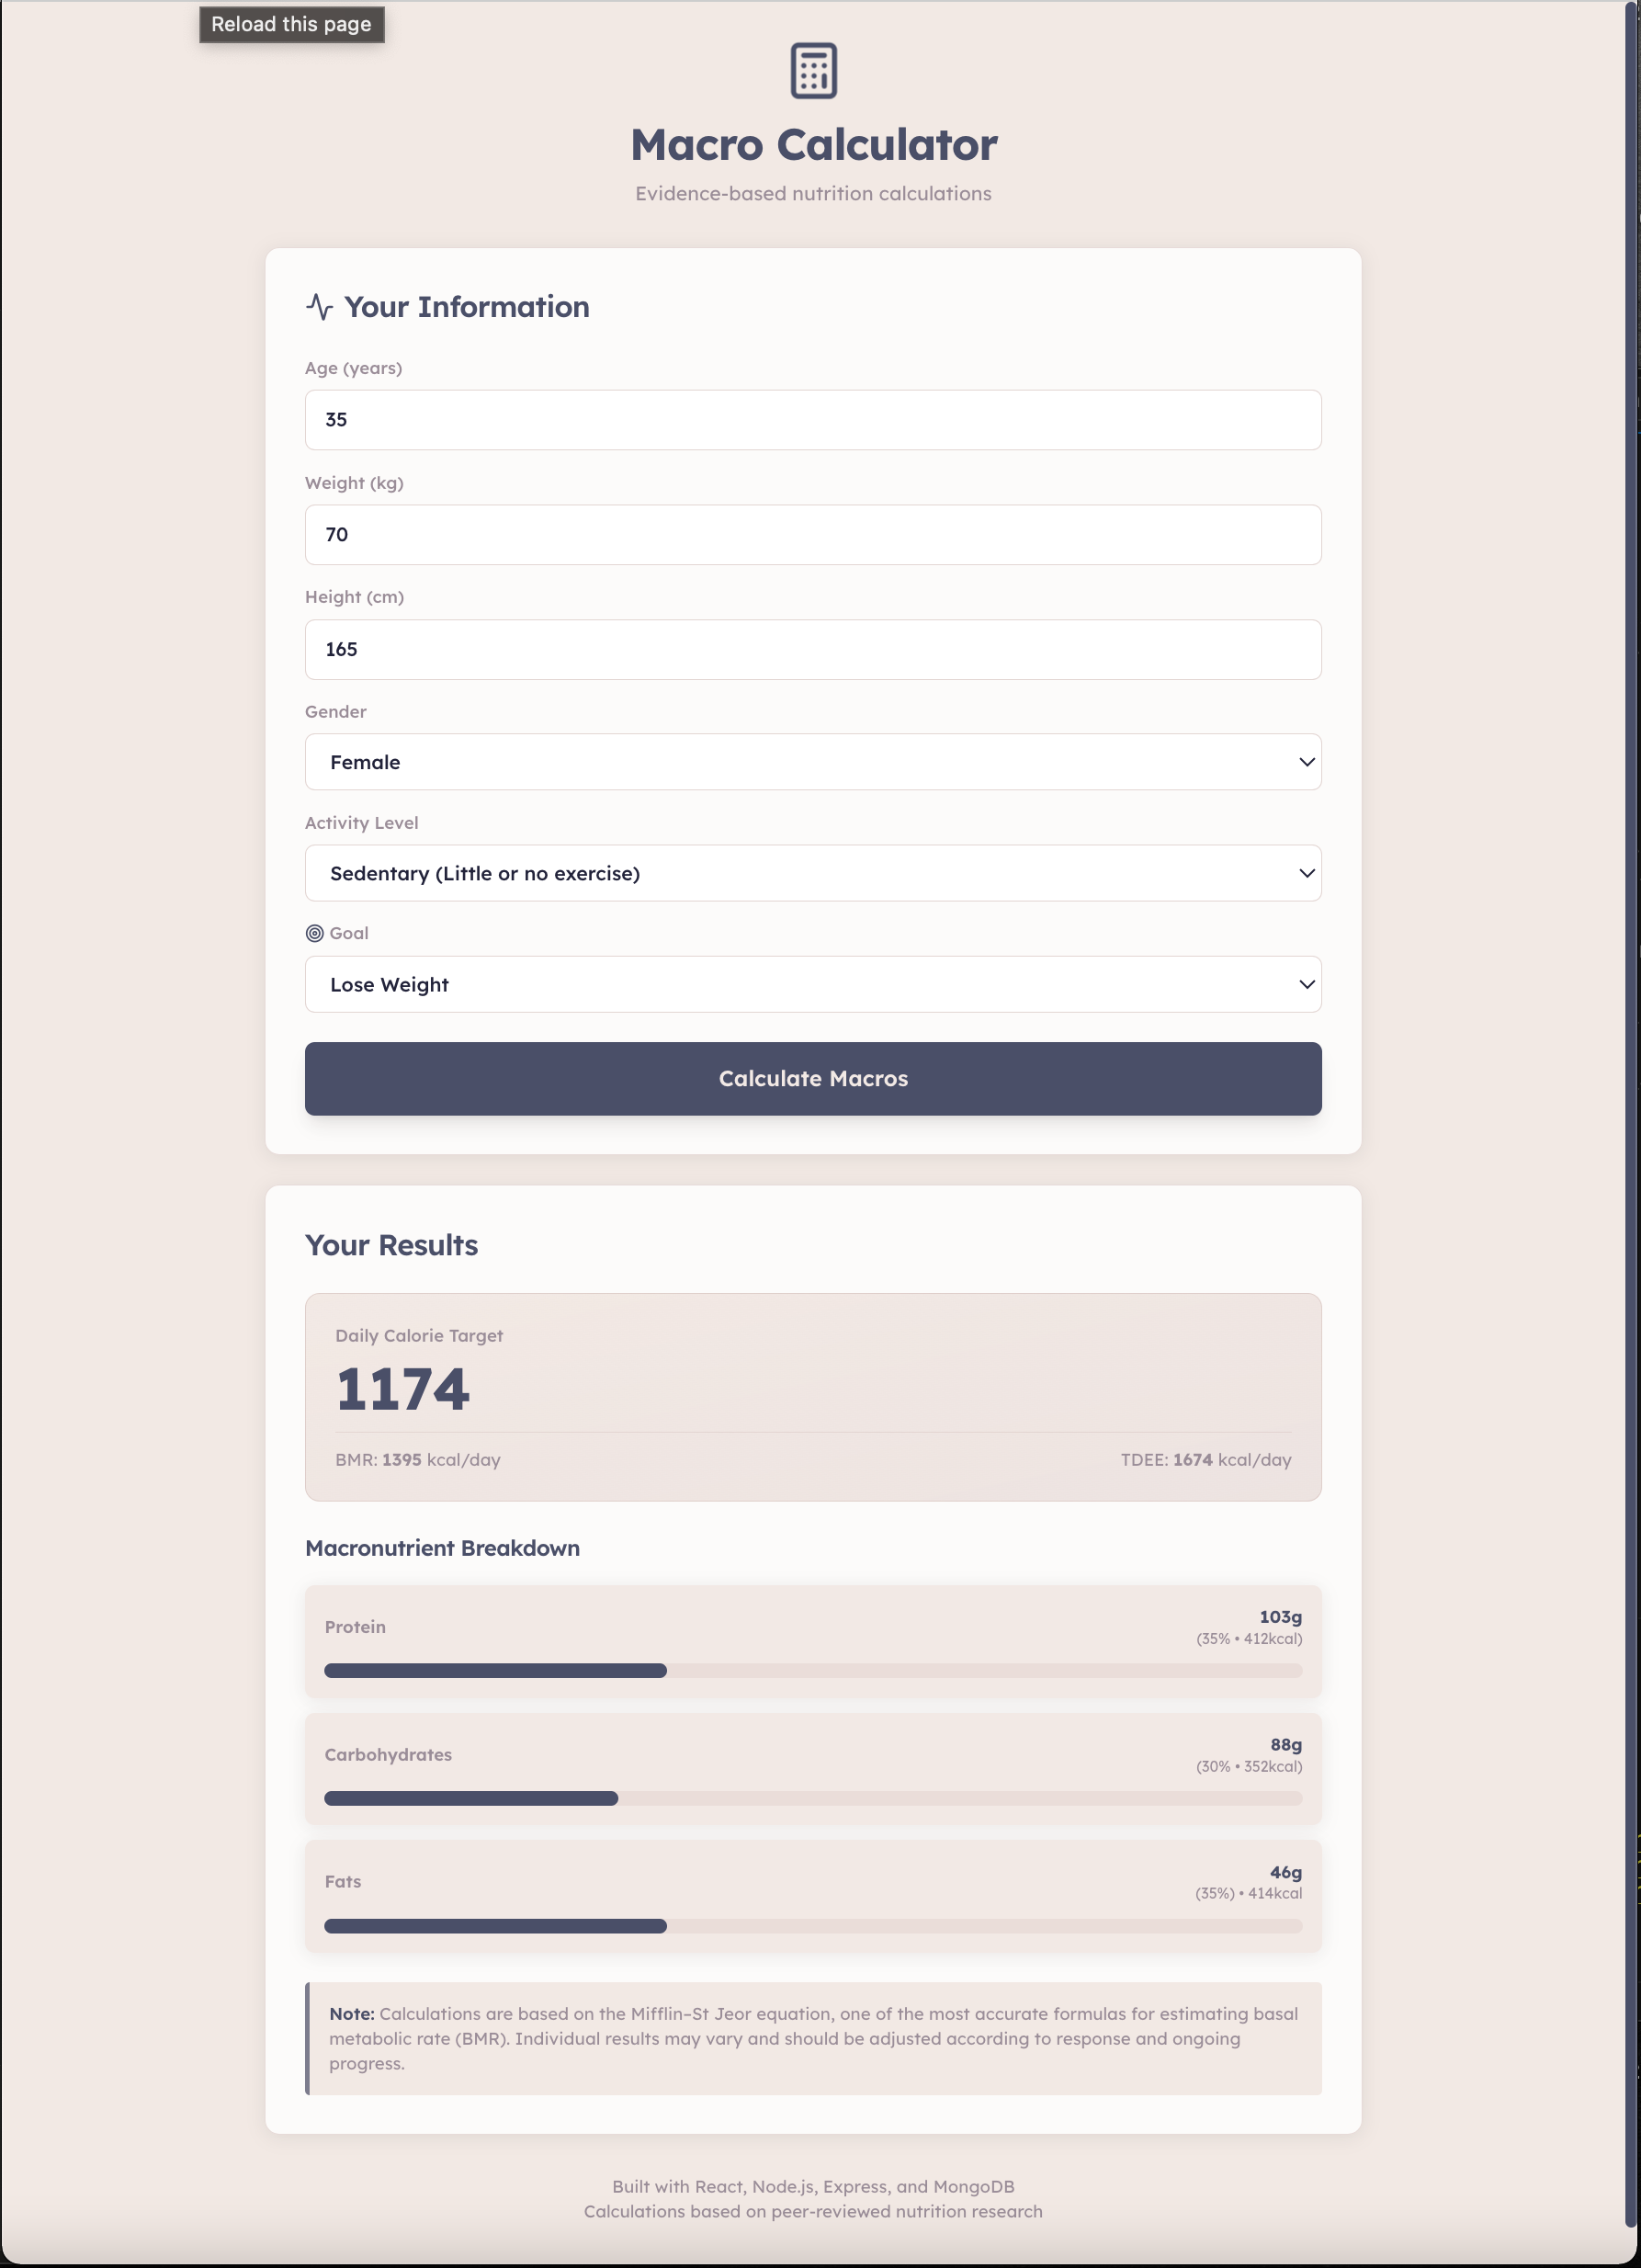 Reload this page
Macro Calculator
Evidence-based nutrition calculations
Your Information
Age (years)
35
Weight (kg)
70
Height (cm)
165
Gender
Female
Activity Level
Sedentary (Little or no exercise)
Goal
Lose Weight
Calculate Macros
Your Results
Daily Calorie Target
1174
BMR: 1395 kcal/day TDEE: 1674 kcal/day
Macronutrient Breakdown
Protein 103g
(35% • 412kcal)
Carbohydrates 88g
(30% • 352kcal)
Fats 46g
(35%) • 414kcal
Note: Calculations are based on the Mifflin–St Jeor equation, one of the most accurate formulas for estimating basal
metabolic rate (BMR). Individual results may vary and should be adjusted according to response and ongoing
progress.
Built with React, Node.js, Express, and MongoDB
Calculations based on peer-reviewed nutrition research